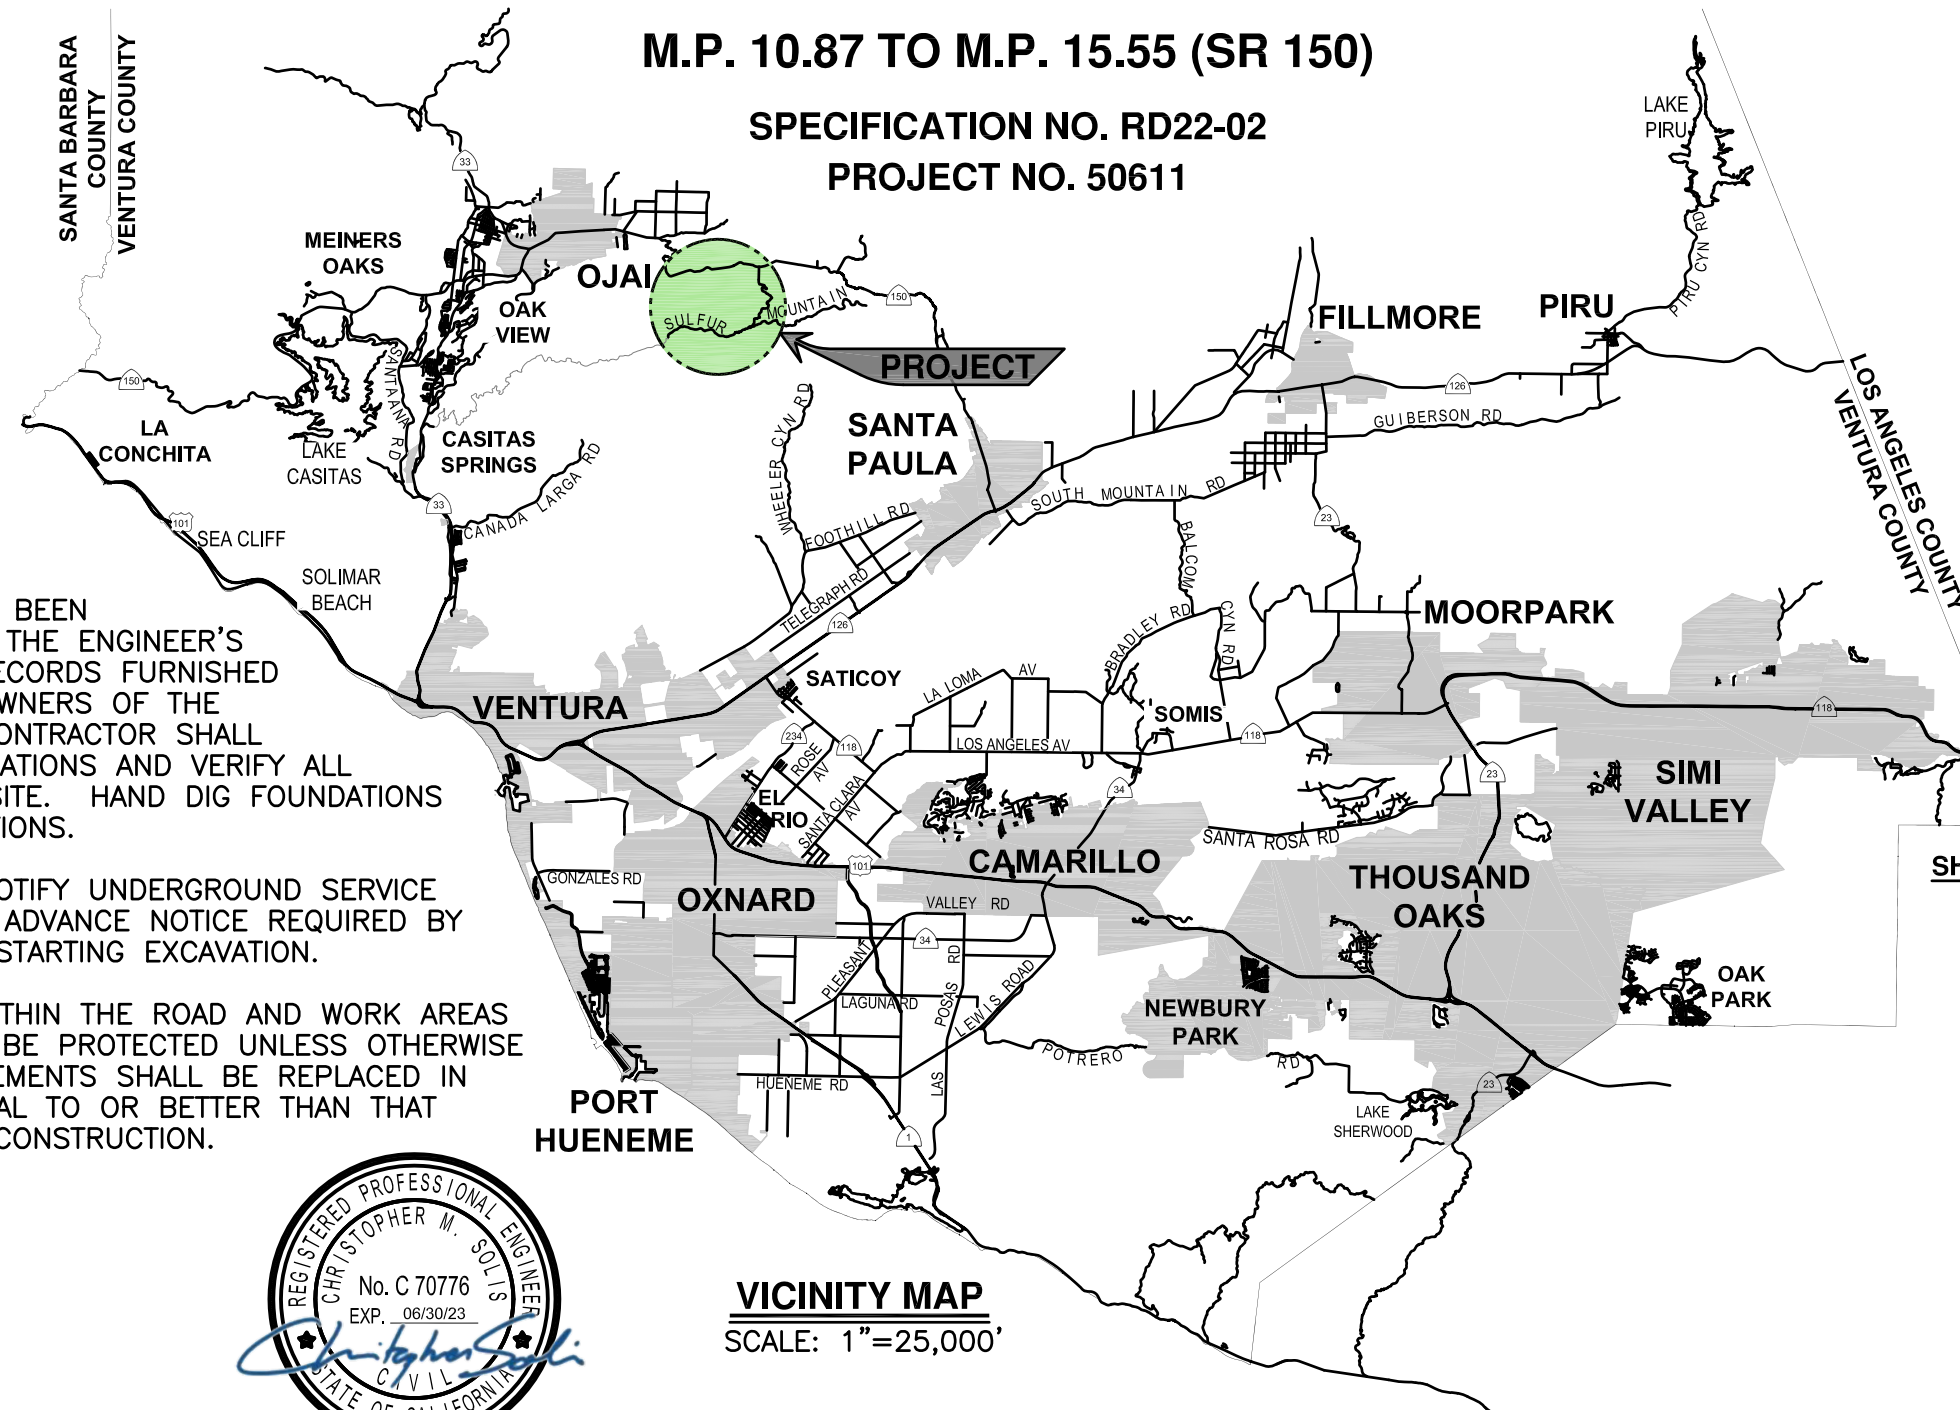 M.P. 10.87 TO M.P. 15.55 (SR 150)
SPECIFICATION NO. RD22-02
PROJECT NO. 50611
SANTA BARBARA
COUNTY
VENTURA COUNTY
LAKE
PIRU
33
MEINERS
OAKS
OJAI
OAK
VIEW
SULFUR
MOUNTAIN
150
PROJECT
FILLMORE
PIRU
PIRU CYN RD
126
GUIBERSON RD
LOS ANGELES COUNTY
VENTURA COUNTY
150
LA
CONCHITA
SANTA ANA RD
LAKE
CASITAS
CASITAS
SPRINGS
WHEELER CYN RD
SANTA
PAULA
33
CANADA LARGA RD
101
SEA CLIFF
SOLIMAR
BEACH
FOOTHILL RD
TELEGRAPH RD
126
SOUTH MOUNTAIN RD
BALCOM
CYN RD
23
BRADLEY RD
MOORPARK
BEEN
THE ENGINEER'S
ECORDS FURNISHED
WNERS OF THE
ONTRACTOR SHALL
ATIONS AND VERIFY ALL
SITE. HAND DIG FOUNDATIONS
TIONS.
VENTURA
SATICOY
LA LOMA AV
SOMIS
118
234
118
118
ROSE
AV
LOS ANGELES AV
SANTA CLARA
AV
EL
RIO
34
23
SIMI
VALLEY
SANTA ROSA RD
101
CAMARILLO
THOUSAND
OAKS
SH
OTIFY UNDERGROUND SERVICE
ADVANCE NOTICE REQUIRED BY
STARTING EXCAVATION.
GONZALES RD
OXNARD
VALLEY RD
34
PLEASANT
LAGUNA RD
LAS POSAS RD
LEWIS ROAD
NEWBURY
PARK
OAK
PARK
THIN THE ROAD AND WORK AREAS
BE PROTECTED UNLESS OTHERWISE
EMENTS SHALL BE REPLACED IN
AL TO OR BETTER THAN THAT
CONSTRUCTION.
POTRERO
RD
HUENEME RD
23
LAKE
SHERWOOD
PORT
HUENEME
1
REGISTERED PROFESSIONAL ENGINEER
CHRISTOPHER M. SOLIS
No. C 70776
EXP. 06/30/23
Christopher Solis
CIVIL
STATE OF CALIFORNIA
VICINITY MAP
SCALE: 1"=25,000'